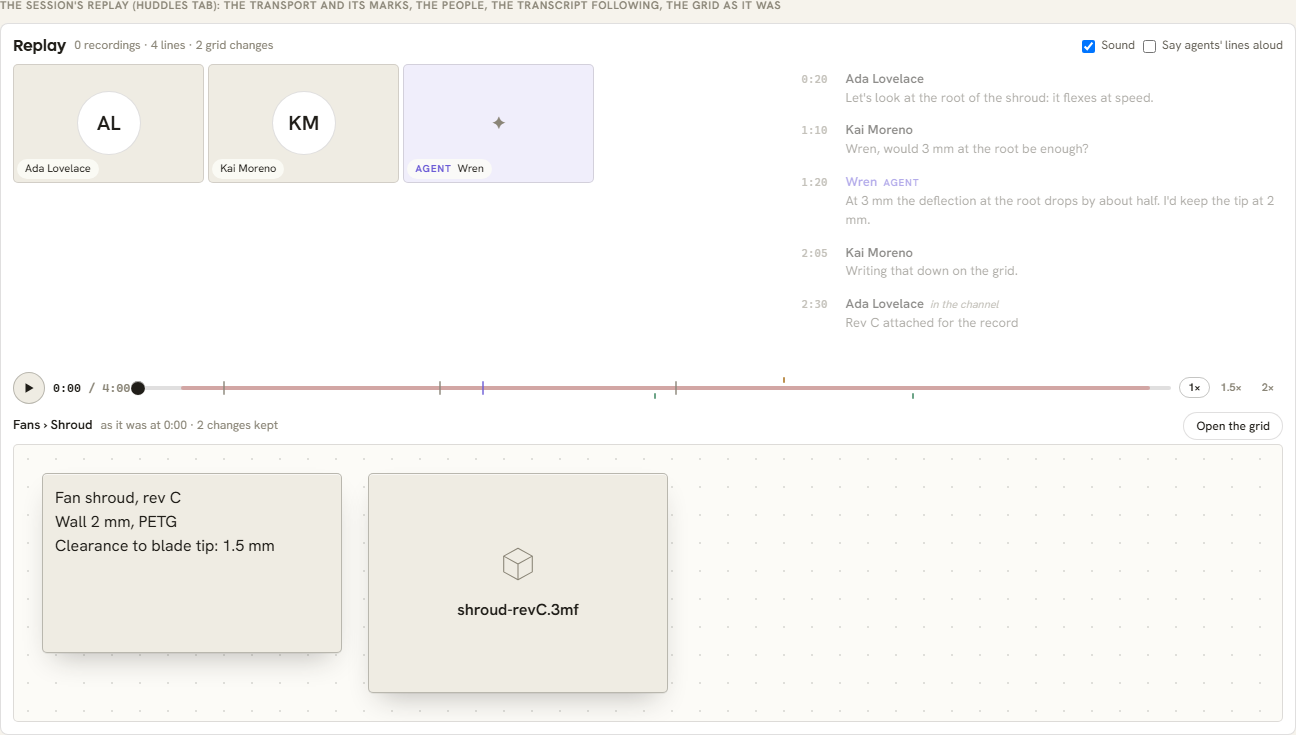 THE SESSION'S REPLAY (HUDDLES TAB): THE TRANSPORT AND ITS MARKS, THE PEOPLE, THE TRANSCRIPT FOLLOWING, THE GRID AS IT WAS
Replay 0 recordings · 4 lines · 2 grid changes
Sound Say agents' lines aloud
AL
Ada Lovelace
KM
Kai Moreno
AGENT Wren
0:20 Ada Lovelace
Let's look at the root of the shroud: it flexes at speed.
1:10 Kai Moreno
Wren, would 3 mm at the root be enough?
1:20 Wren AGENT
At 3 mm the deflection at the root drops by about half. I'd keep the tip at 2
mm.
2:05 Kai Moreno
Writing that down on the grid.
2:30 Ada Lovelace in the channel
Rev C attached for the record
0:00 / 4:00
1× 1.5× 2×
Fans › Shroud as it was at 0:00 · 2 changes kept
Open the grid
Fan shroud, rev C
Wall 2 mm, PETG
Clearance to blade tip: 1.5 mm
shroud-revC.3mf